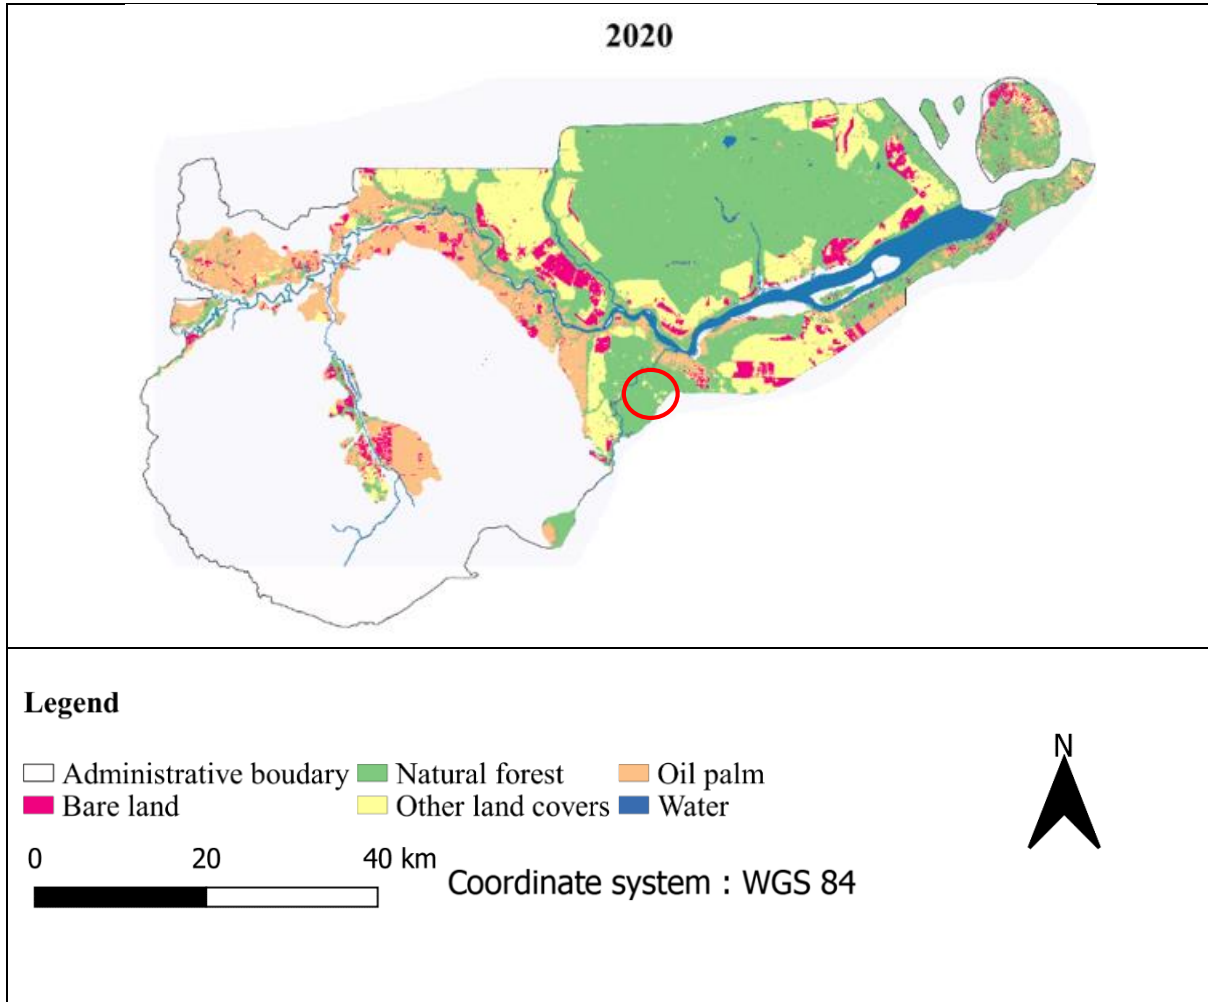 2020
Legend
Administrative boudary Natural forest Oil palm
Bare land Other land covers Water
0 20 40 km
Coordinate system : WGS 84
N